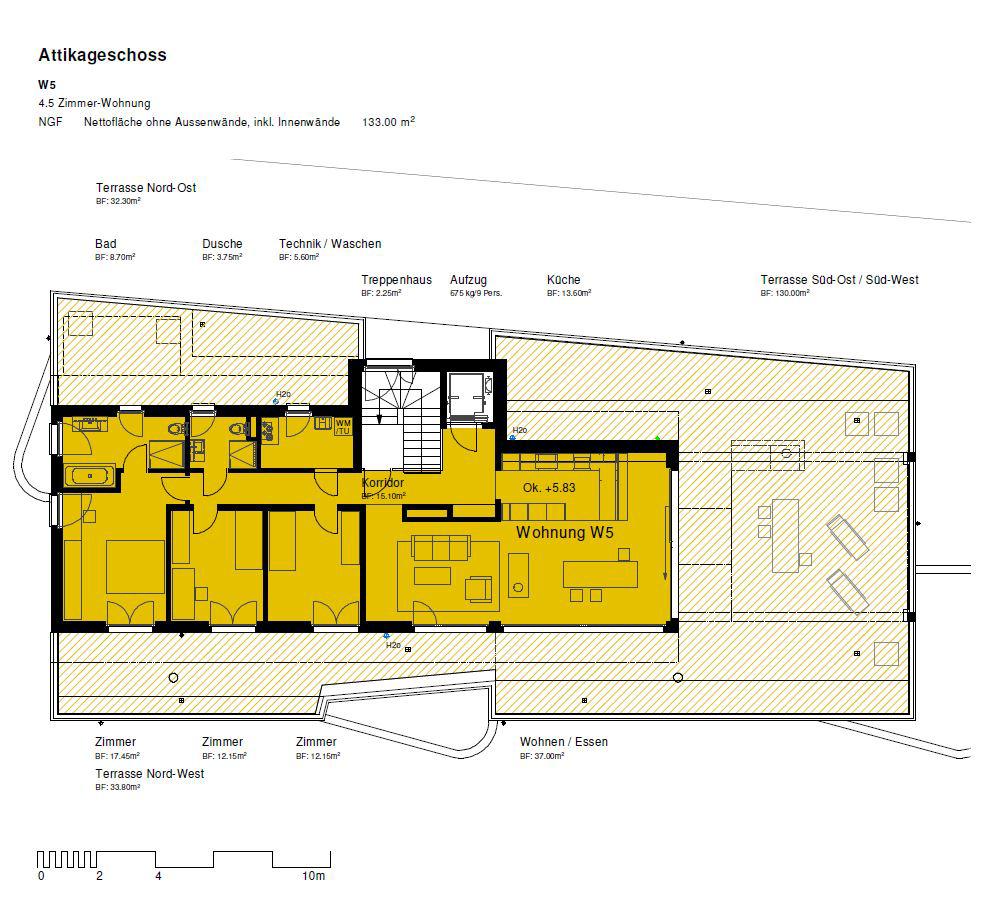 Attikageschoss
W5
4.5 Zimmer-Wohnung
NGF Nettofläche ohne Aussenwände, inkl. Innenwände 133.00 m²
Terrasse Nord-Ost
BF: 32.30m²
Bad
BF: 8.70m²
Dusche
BF: 3.75m²
Technik / Waschen
BF: 5.60m²
Treppenhaus
BF: 2.25m²
Aufzug
675 kg/9 Pers.
Küche
BF: 13.60m²
Terrasse Süd-Ost / Süd-West
BF: 130.00m²
H2o
WM
/TU
H2o
Korridor
BF: 15.10m²
Ok. +5.83
Wohnung W5
H2o
Zimmer
BF: 17.45m²
Zimmer
BF: 12.15m²
Zimmer
BF: 12.15m²
Wohnen / Essen
BF: 37.00m²
Terrasse Nord-West
BF: 33.80m²
0 2 4 10m